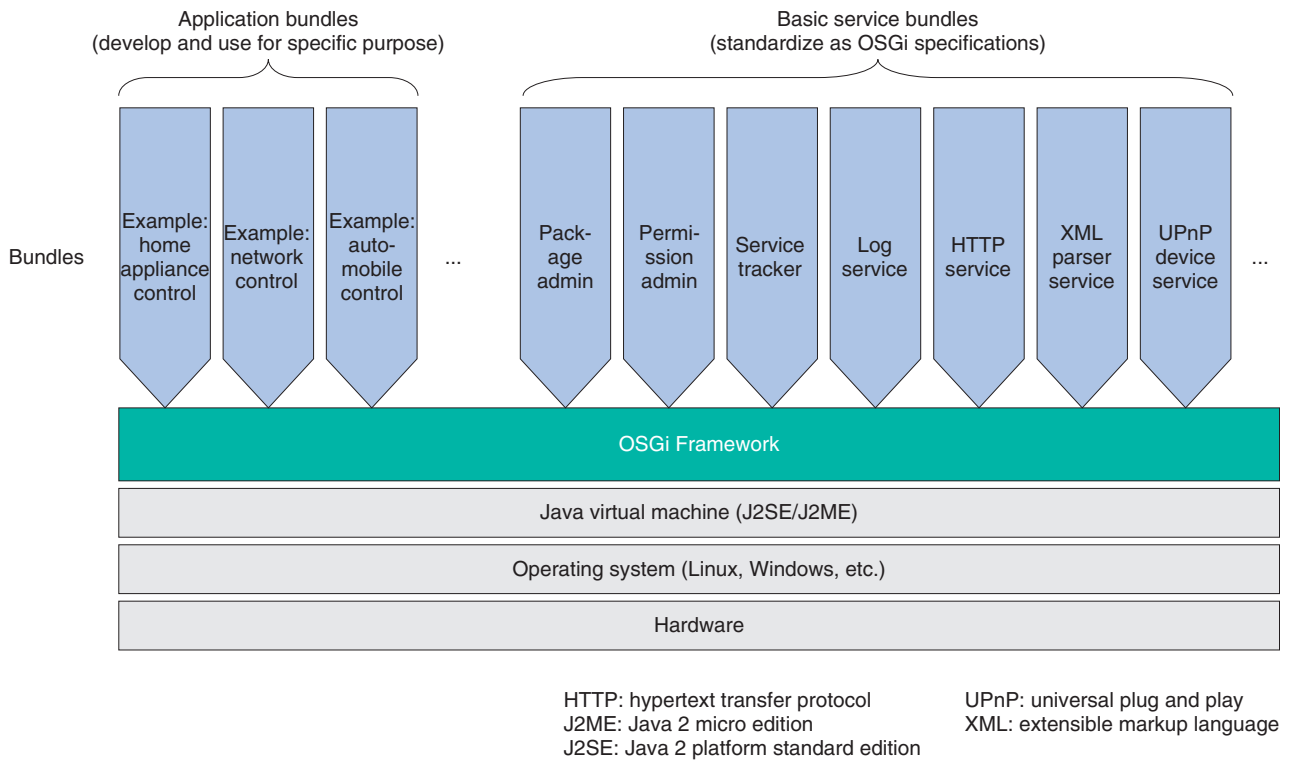 Application bundles
(develop and use for specific purpose)
Basic service bundles
(standardize as OSGi specifications)
Bundles
Example:
home
appliance
control
Example:
network
control
Example:
auto-
mobile
control
...
Pack-
age
admin
Permi-
ssion
admin
Service
tracker
Log
service
HTTP
service
XML
parser
service
UPnP
device
service
...
OSGi Framework
Java virtual machine (J2SE/J2ME)
Operating system (Linux, Windows, etc.)
Hardware
HTTP: hypertext transfer protocol
J2ME: Java 2 micro edition
J2SE: Java 2 platform standard edition
UPnP: universal plug and play
XML: extensible markup language